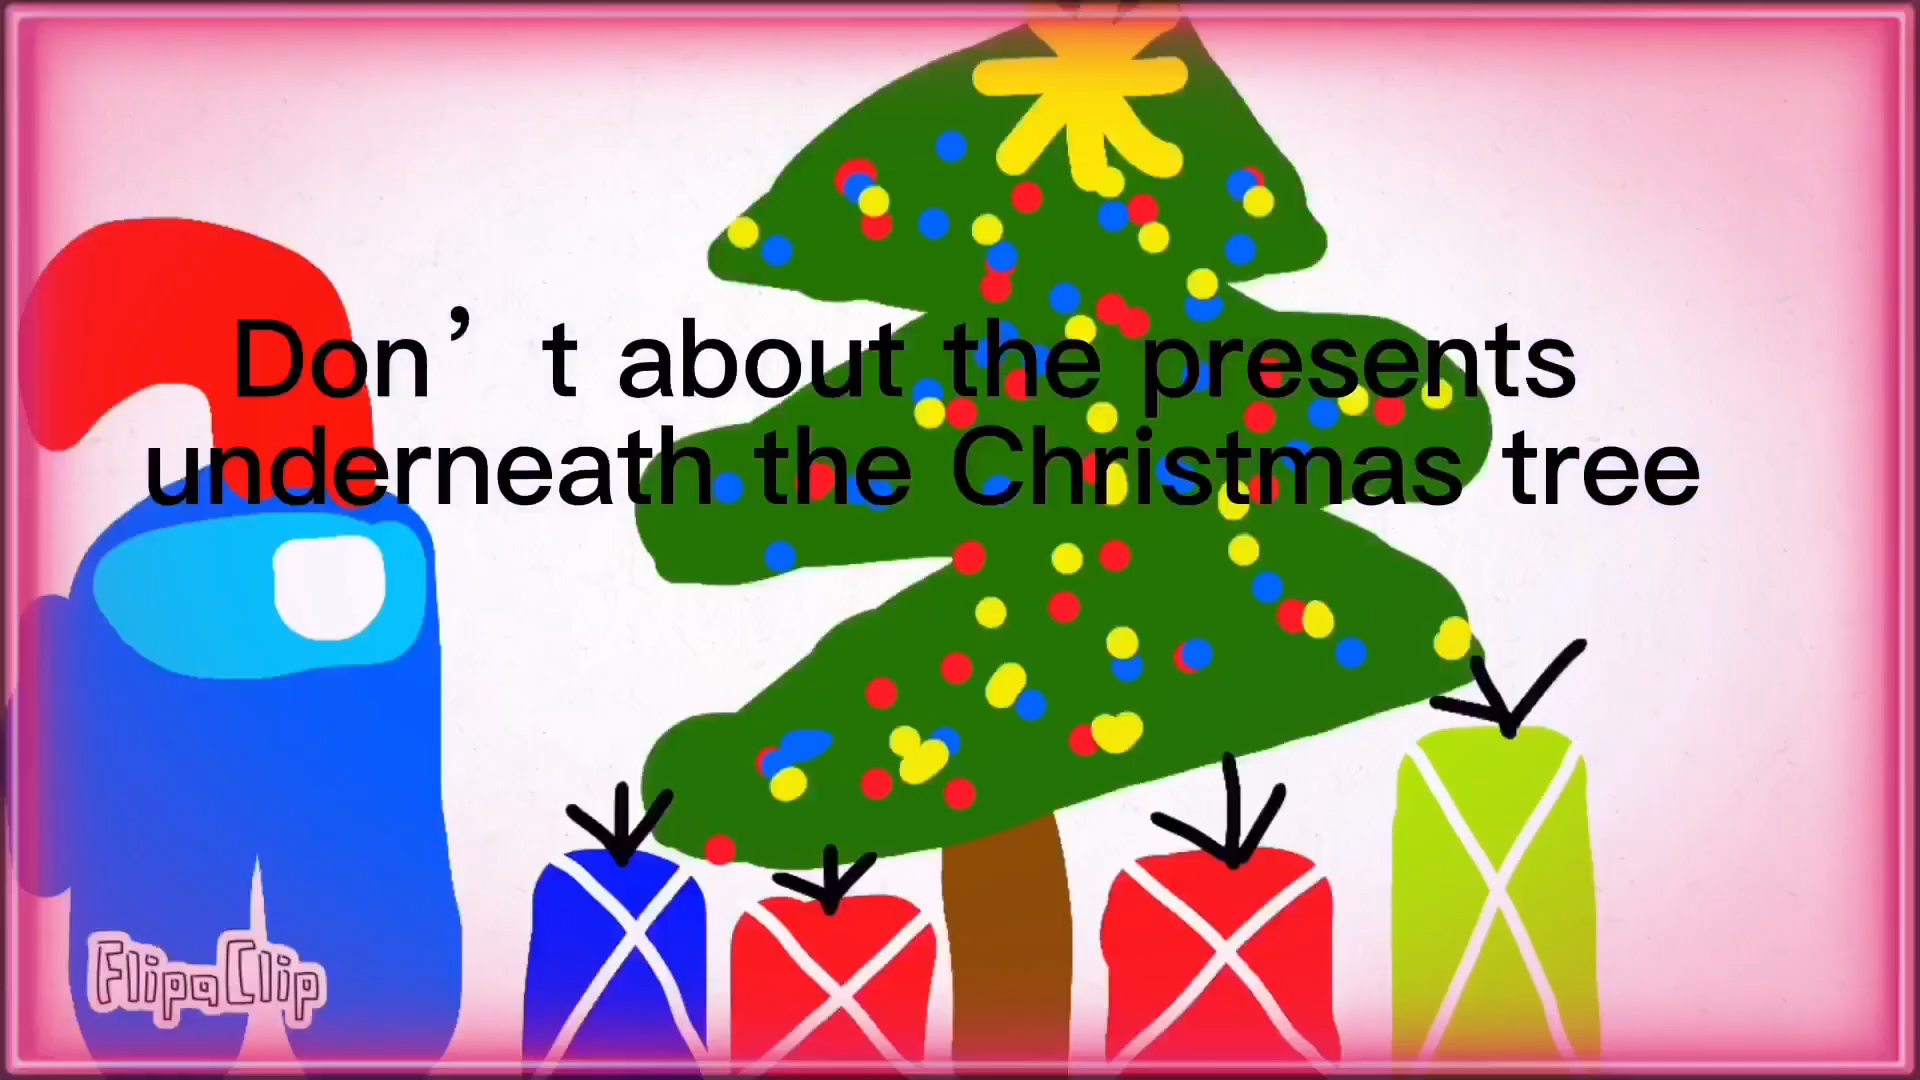 Don’t about the presents
underneath the Christmas tree
FlipaClip